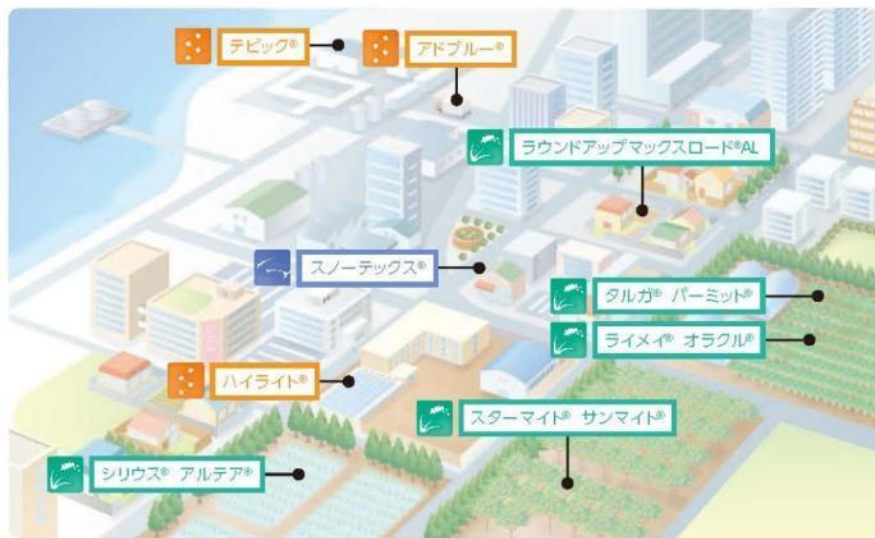 テビッグ®
アドブルー®
ラウンドアップマックスロード®AL
スノーテックス®
タルガ® パーミット®
ライメイ® オラクル®
ハイライト®
スターマイト® サンマイト®
シリウス® アルテア®